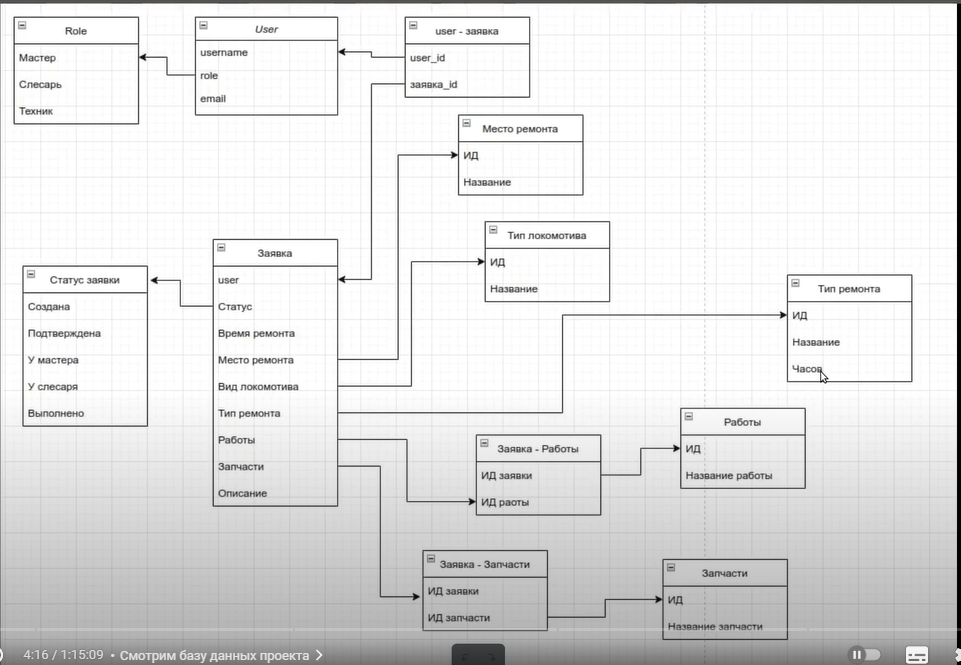 Role
Мастер
Слесарь
Техник
User
username
role
email
user - заявка
user_id
заявка_id
Место ремонта
ИД
Название
Тип локомотива
ИД
Название
Тип ремонта
ИД
Название
Часов
Статус заявки
Создана
Подтверждена
У мастера
У слесаря
Выполнено
Заявка
user
Статус
Время ремонта
Место ремонта
Вид локомотива
Тип ремонта
Работы
Запчасти
Описание
Заявка - Работы
ИД заявки
ИД раоты
Работы
ИД
Название работы
Заявка - Запчасти
ИД заявки
ИД запчасти
Запчасти
ИД
Название запчасти
4:16 / 1:15:09 • Смотрим базу данных проекта